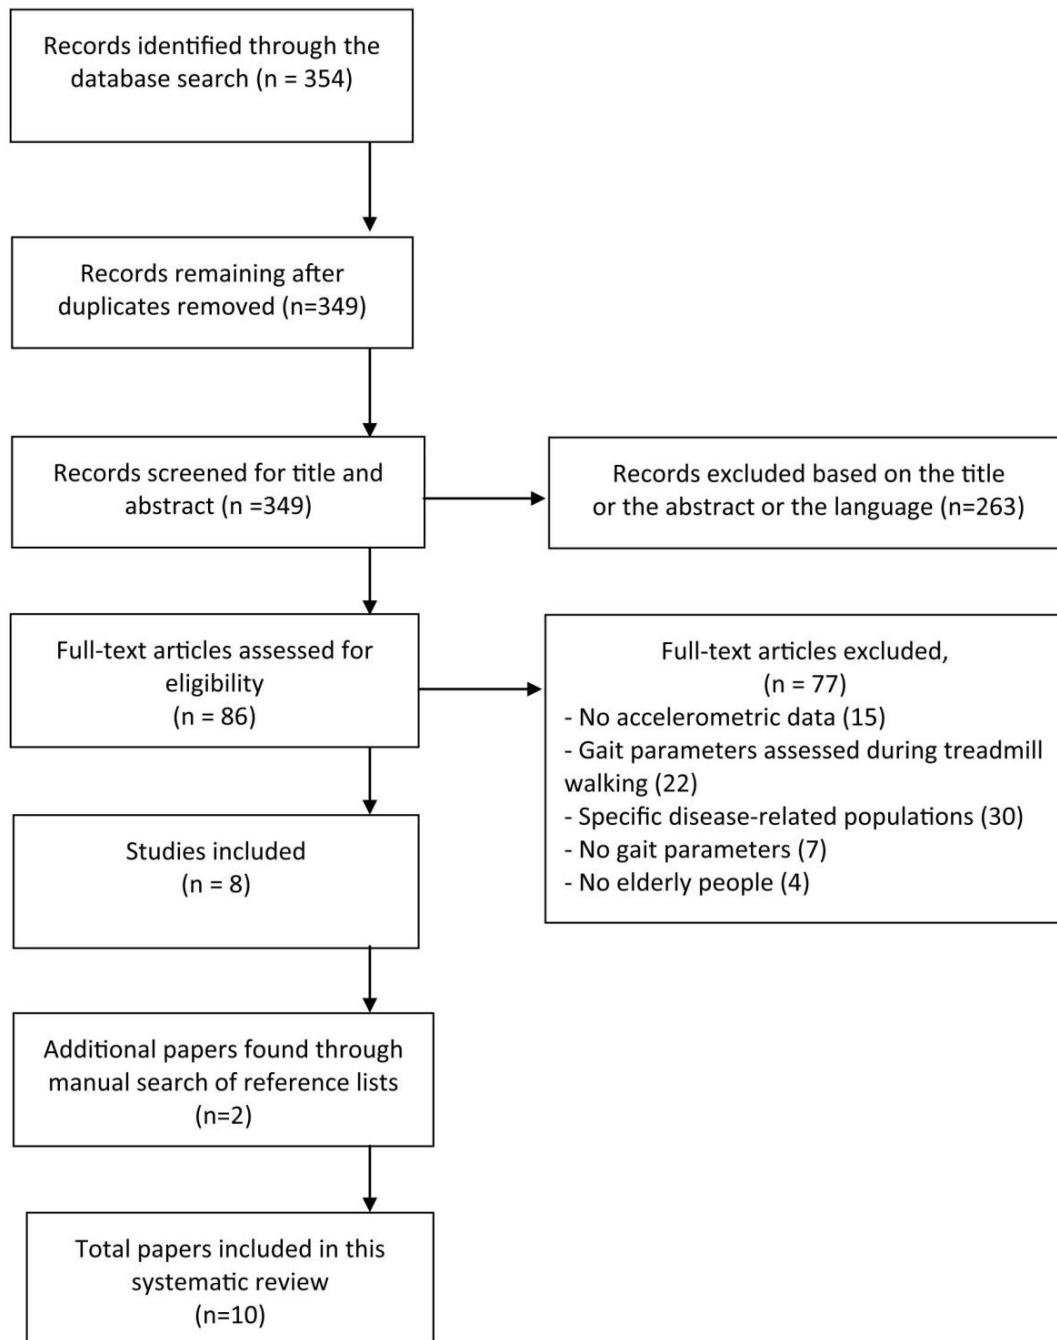 Records identified through the
database search (n = 354)
Records remaining after
duplicates removed (n=349)
Records screened for title and
abstract (n =349)
Records excluded based on the title
or the abstract or the language (n=263)
Full-text articles assessed for
eligibility
(n = 86)
Full-text articles excluded,
(n = 77)
- No accelerometric data (15)
- Gait parameters assessed during treadmill
walking (22)
- Specific disease-related populations (30)
- No gait parameters (7)
- No elderly people (4)
Studies included
(n = 8)
Additional papers found through
manual search of reference lists
(n=2)
Total papers included in this
systematic review
(n=10)